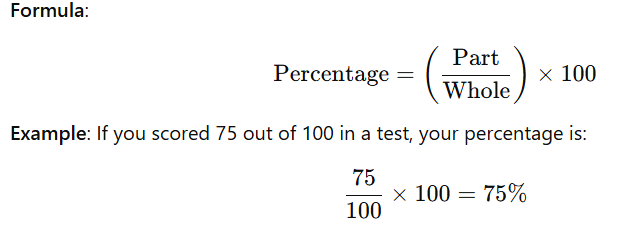 Formula:
Percentage = (Part/Whole) × 100
Example: If you scored 75 out of 100 in a test, your percentage is:
75/100 × 100 = 75%